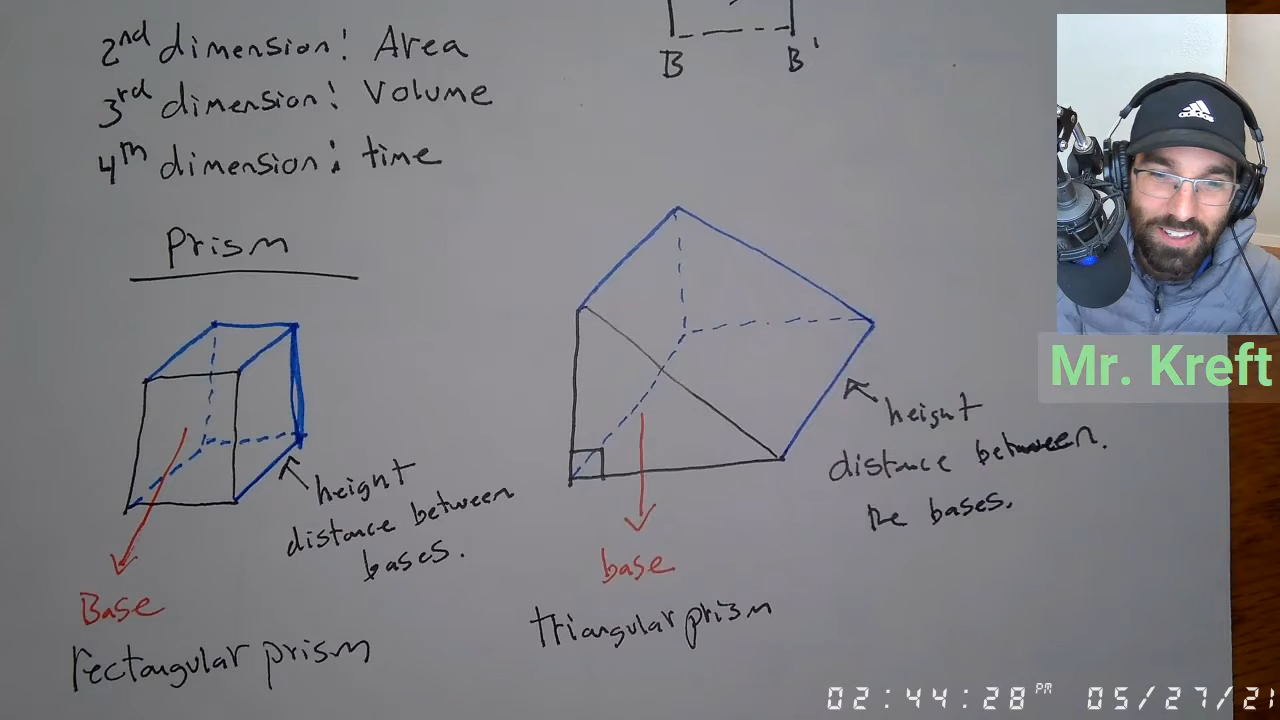 2nd dimension: Area
3rd dimension: Volume
4th dimension: time
B
B'
Prism
height
distance between
bases.
Base
rectangular prism
height
distance between
the bases.
base
triangular prism
adidas
Mr. Kreft
02:44:28 PM 05/27/21